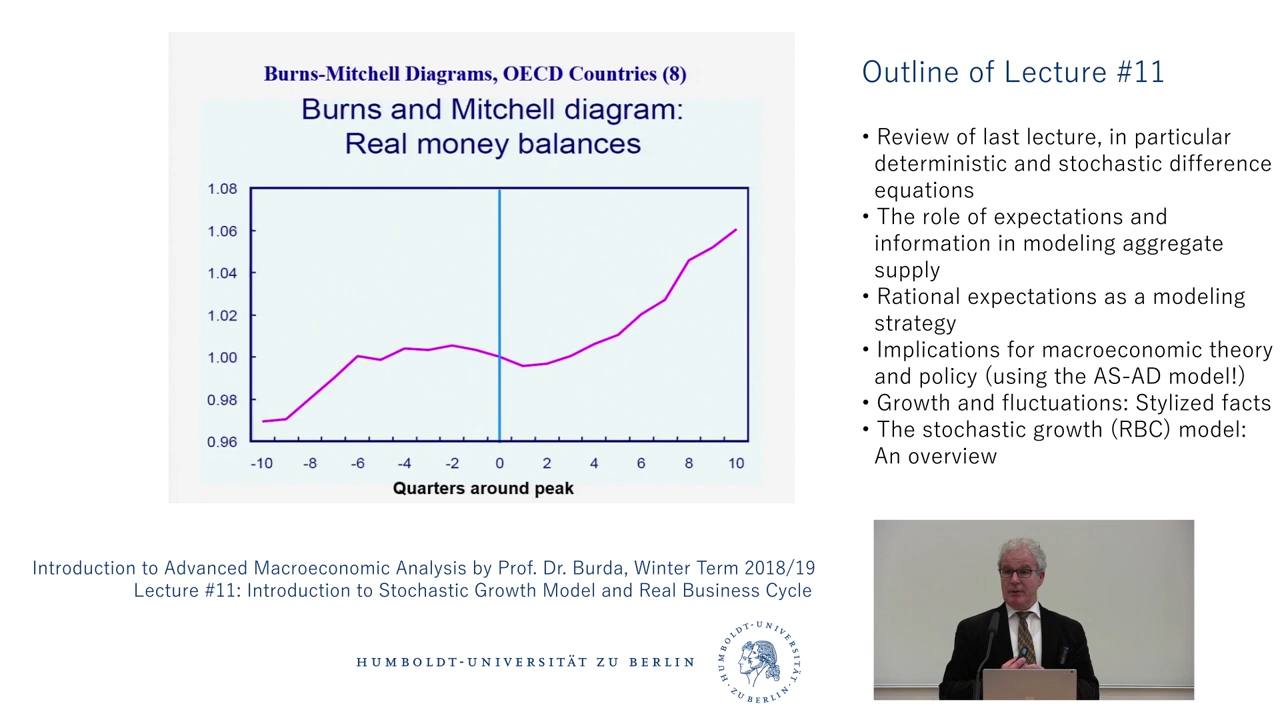 Burns-Mitchell Diagrams, OECD Countries (8)
Burns and Mitchell diagram:
Real money balances
1.08
1.06
1.04
1.02
1.00
0.98
0.96
-10 -8 -6 -4 -2 0 2 4 6 8 10
Quarters around peak
Outline of Lecture #11
• Review of last lecture, in particular
deterministic and stochastic difference
equations
• The role of expectations and
information in modeling aggregate
supply
• Rational expectations as a modeling
strategy
• Implications for macroeconomic theory
and policy (using the AS-AD model!)
• Growth and fluctuations: Stylized facts
• The stochastic growth (RBC) model:
An overview
Introduction to Advanced Macroeconomic Analysis by Prof. Dr. Burda, Winter Term 2018/19
Lecture #11: Introduction to Stochastic Growth Model and Real Business Cycle
HUMBOLDT-UNIVERSITÄT ZU BERLIN
HUMBOLDT-UNIVERSITÄT
ZU BERLIN